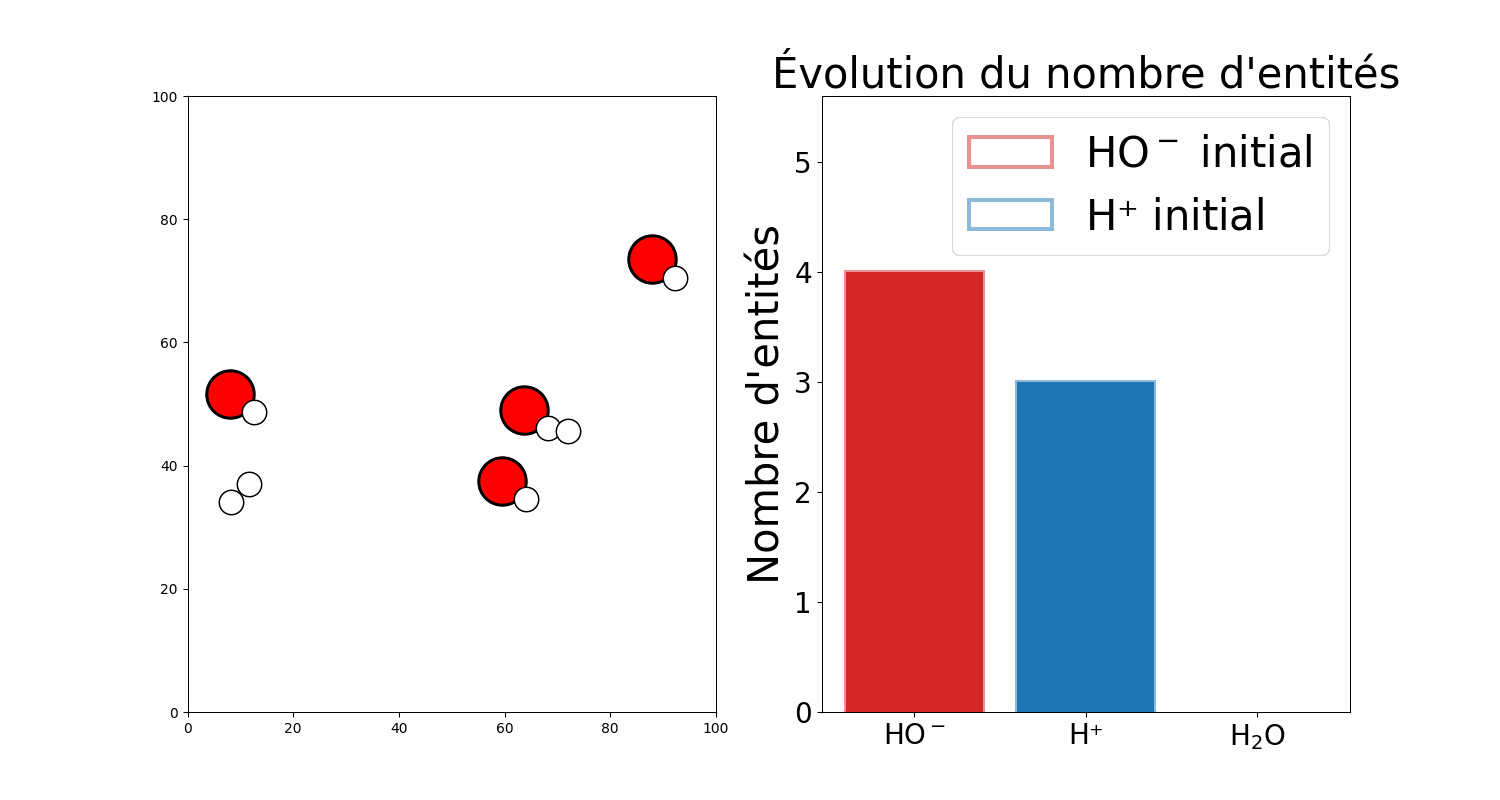 100
80
60
40
20
0
0 20 40 60 80 100
Évolution du nombre d'entités
HO⁻ initial
H⁺ initial
Nombre d'entités
5
4
3
2
1
0
HO⁻ H⁺ H₂O